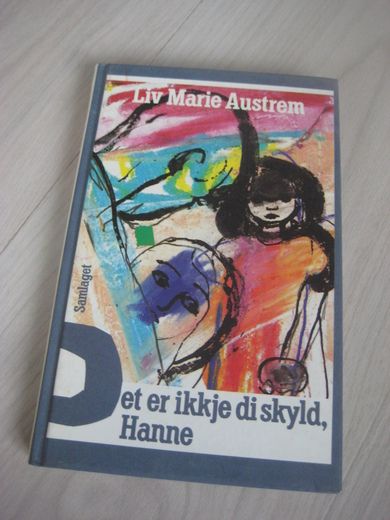 Liv Marie Austrem
Samlaget
Det er ikkje di skyld,
Hanne